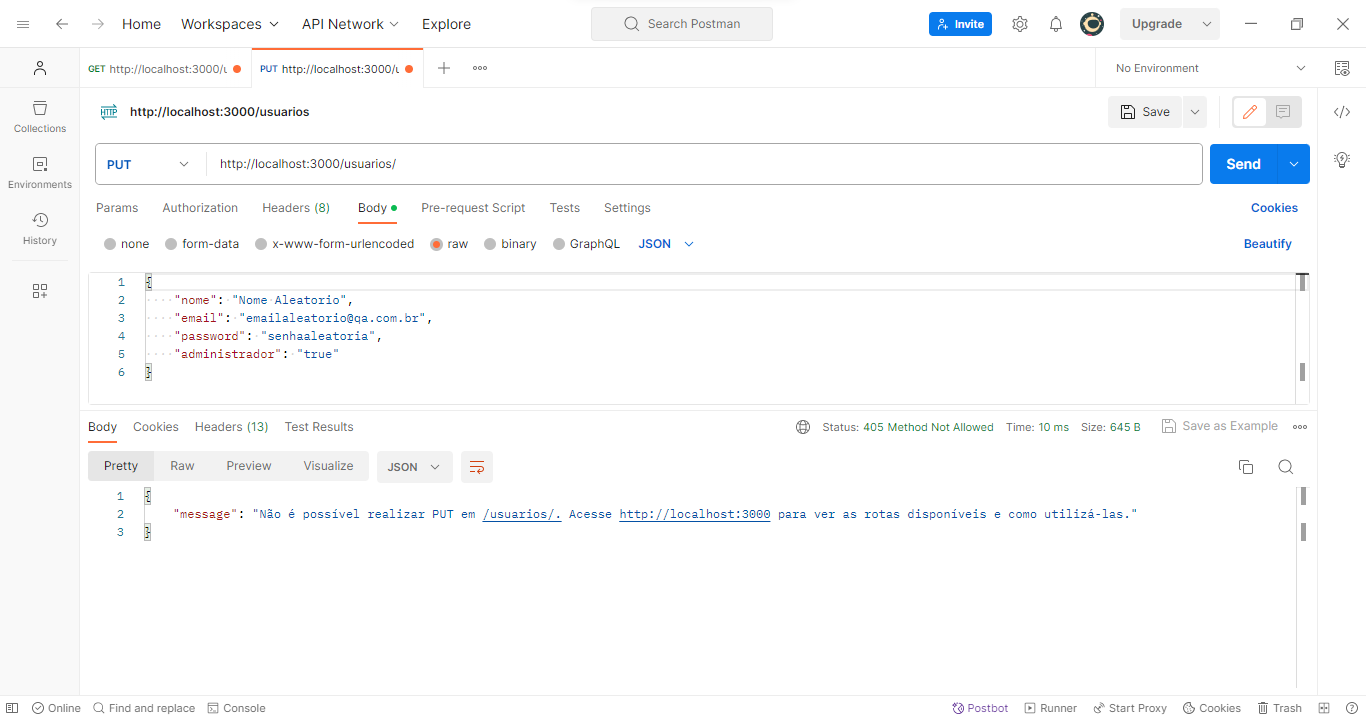 Home Workspaces API Network Explore Search Postman Invite Upgrade
GET http://localhost:3000/u PUT http://localhost:3000/u No Environment
HTTP http://localhost:3000/usuarios Save
Collections
Environments
History
PUT http://localhost:3000/usuarios/ Send
Params Authorization Headers (8) Body Pre-request Script Tests Settings Cookies
none form-data x-www-form-urlencoded raw binary GraphQL JSON Beautify
1 {
2 "nome": "Nome Aleatorio",
3 "email": "emailaleatorio@qa.com.br",
4 "password": "senhaaleatoria",
5 "administrador": "true"
6 }
Body Cookies Headers (13) Test Results Status: 405 Method Not Allowed Time: 10 ms Size: 645 B Save as Example
Pretty Raw Preview Visualize JSON
1 {
2 "message": "Não é possível realizar PUT em /usuarios/. Acesse http://localhost:3000 para ver as rotas disponíveis e como utilizá-las."
3 }
Online Find and replace Console Postbot Runner Start Proxy Cookies Trash